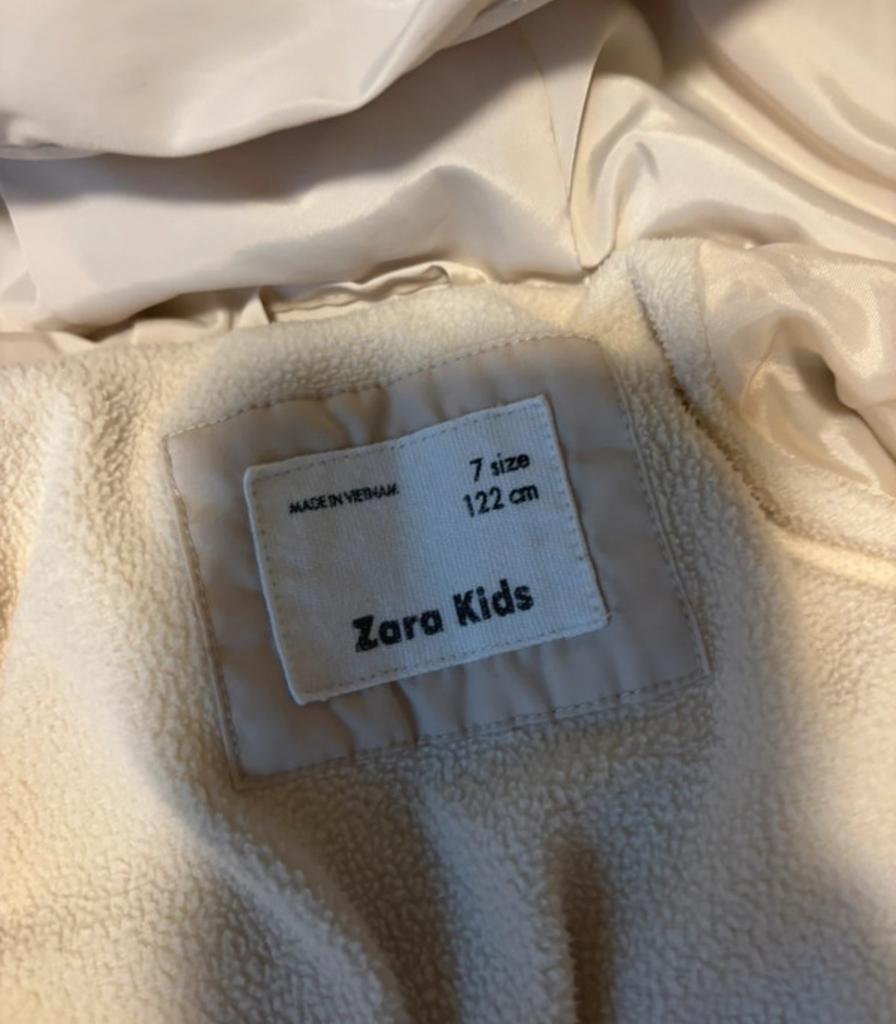 MADE IN VIETNAM
7 size
122 cm
Zara Kids